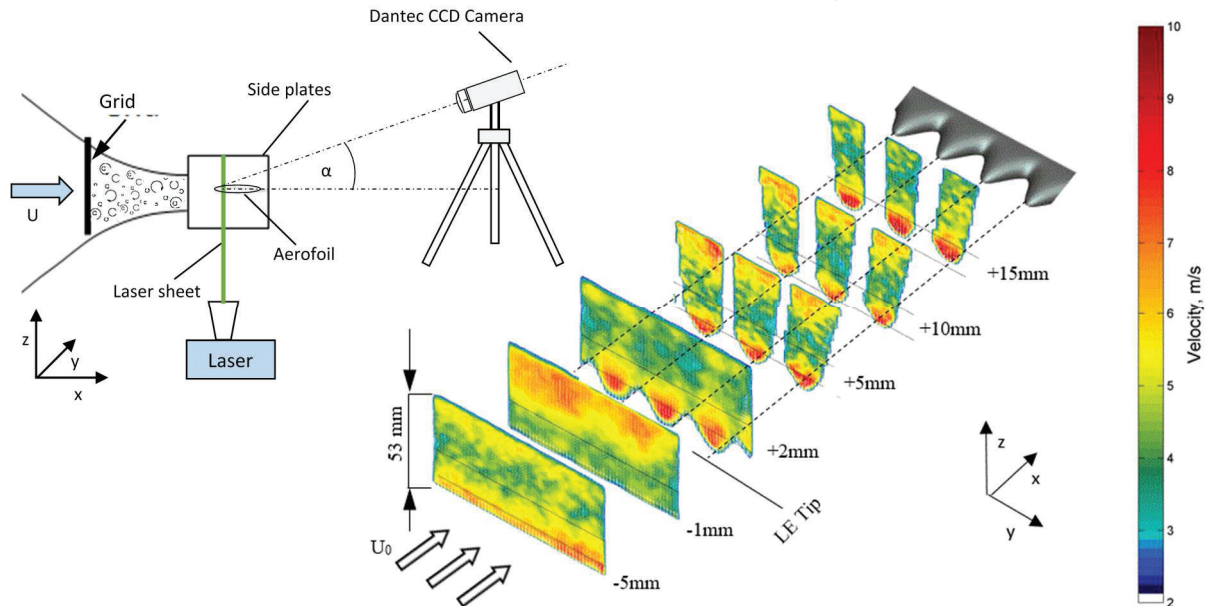 Dantec CCD Camera
Side plates
Grid
U
α
Aerofoil
Laser sheet
Laser
z
y
x
53 mm
U₀
-5mm
-1mm
LE Tip
+2mm
+5mm
+10mm
+15mm
z
x
y
10
9
8
7
6
5
4
3
2
Velocity, m/s